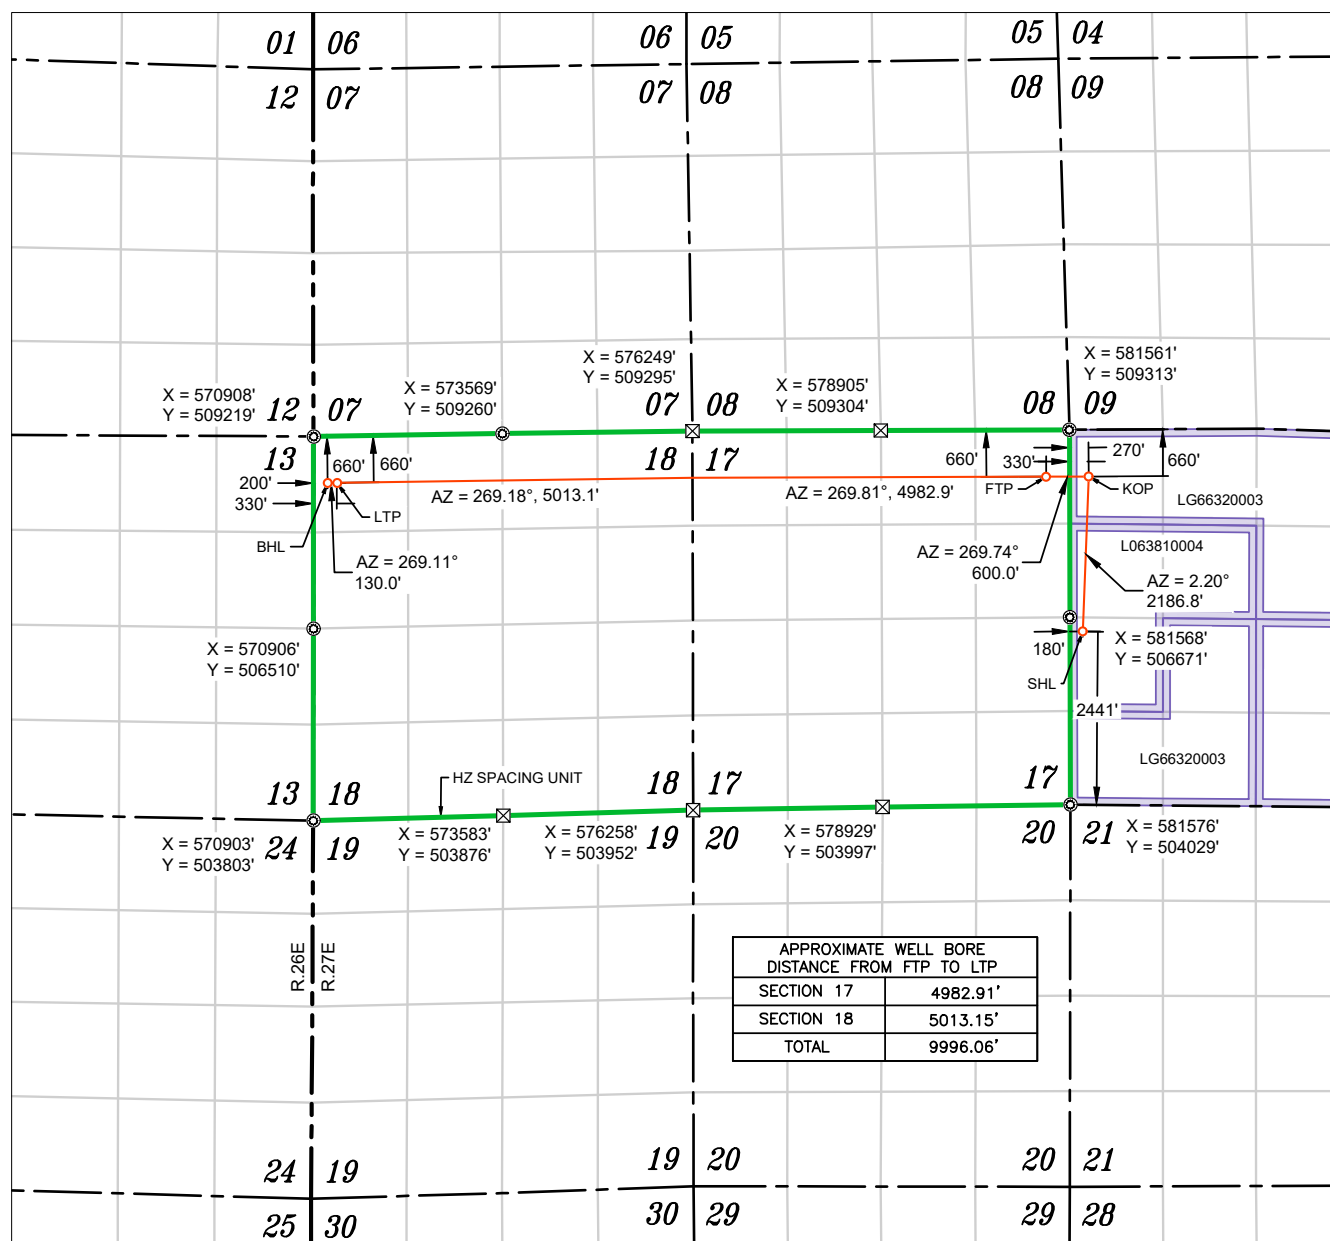 01 06
06 05
05 04
12 07
07 08
08 09
X = 576249'
Y = 509295'
X = 581561'
Y = 509313'
X = 570908'
Y = 509219'
X = 573569'
Y = 509260'
X = 578905'
Y = 509304'
12 07
07 08
08 09
13
18 17
660'
660'
660'
330'
270'
660'
200'
330'
LTP
BHL
AZ = 269.18°, 5013.1'
AZ = 269.81°, 4982.9'
FTP
KOP
LG66320003
L063810004
AZ = 269.11°
130.0'
AZ = 269.74°
600.0'
AZ = 2.20°
2186.8'
X = 570906'
Y = 506510'
180'
X = 581568'
Y = 506671'
SHL
2441'
LG66320003
HZ SPACING UNIT
13 18
18 17
17
X = 570903'
Y = 503803'
24 19
X = 573583'
Y = 503876'
X = 576258'
Y = 503952'
19 20
X = 578929'
Y = 503997'
20 21
X = 581576'
Y = 504029'
R.26E
R.27E
APPROXIMATE WELL BORE
DISTANCE FROM FTP TO LTP
SECTION 17 4982.91'
SECTION 18 5013.15'
TOTAL 9996.06'
24 19
19 20
20 21
25 30
30 29
29 28